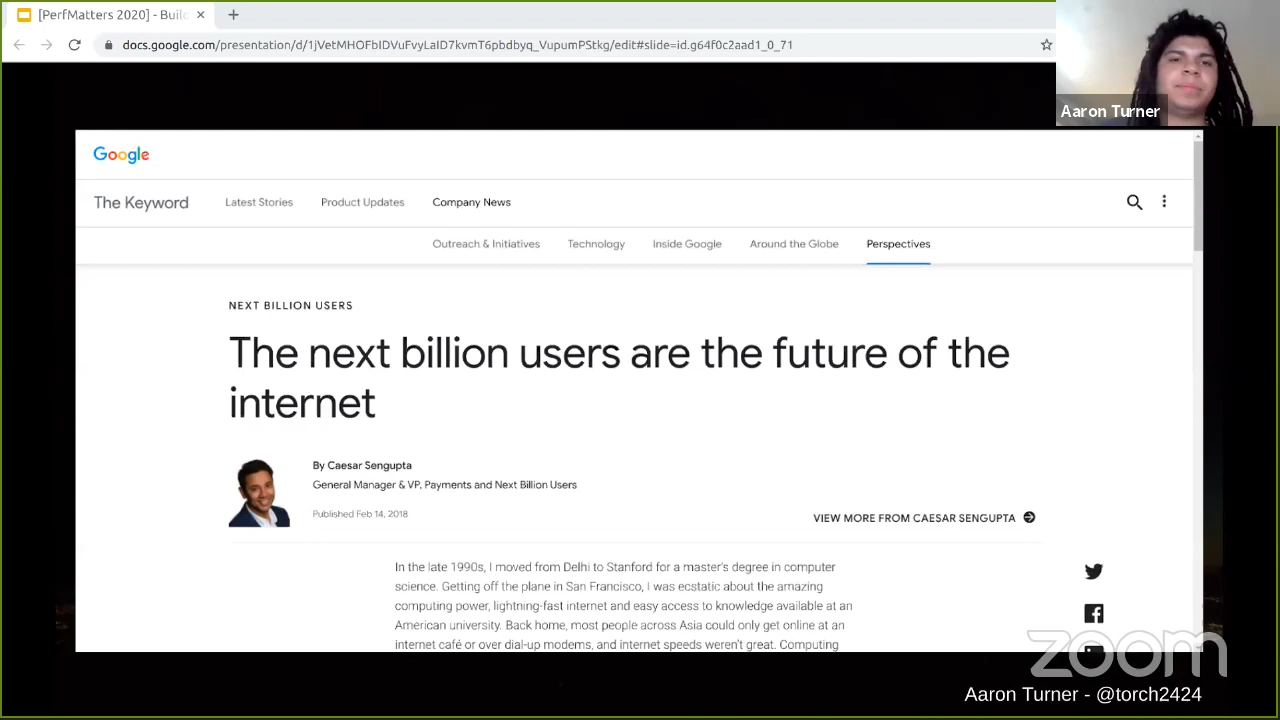 [PerfMatters 2020] - Buil
docs.google.com/presentation/d/1jVetMHOFbIDVuFvyLaID7kvmT6pbdbyq_VupumPStkg/edit#slide=id.g64f0c2aad1_0_71
Aaron Turner
Google
The Keyword Latest Stories Product Updates Company News
Outreach & Initiatives Technology Inside Google Around the Globe Perspectives
NEXT BILLION USERS
The next billion users are the future of the
internet
By Caesar Sengupta
General Manager & VP, Payments and Next Billion Users
Published Feb 14, 2018
VIEW MORE FROM CAESAR SENGUPTA
In the late 1990s, I moved from Delhi to Stanford for a master's degree in computer
science. Getting off the plane in San Francisco, I was ecstatic about the amazing
computing power, lightning-fast internet and easy access to knowledge available at an
American university. Back home, most people across Asia could only get online at an
internet café or over dial-up modems, and internet speeds weren't great. Computing
zoom
Aaron Turner - @torch2424